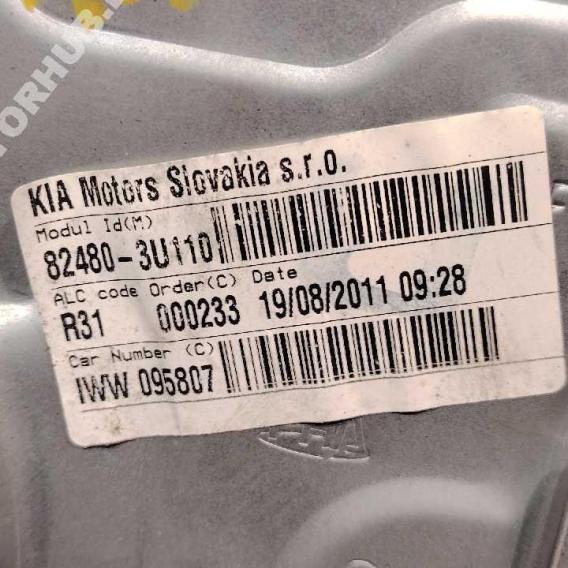 KIA Motors Slovakia s.r.o.
Modul Id(M)
82480-3U110
ALC code Order(C) Date
R31 000233 19/08/2011 09:28
Car Number (C)
IWW 095807